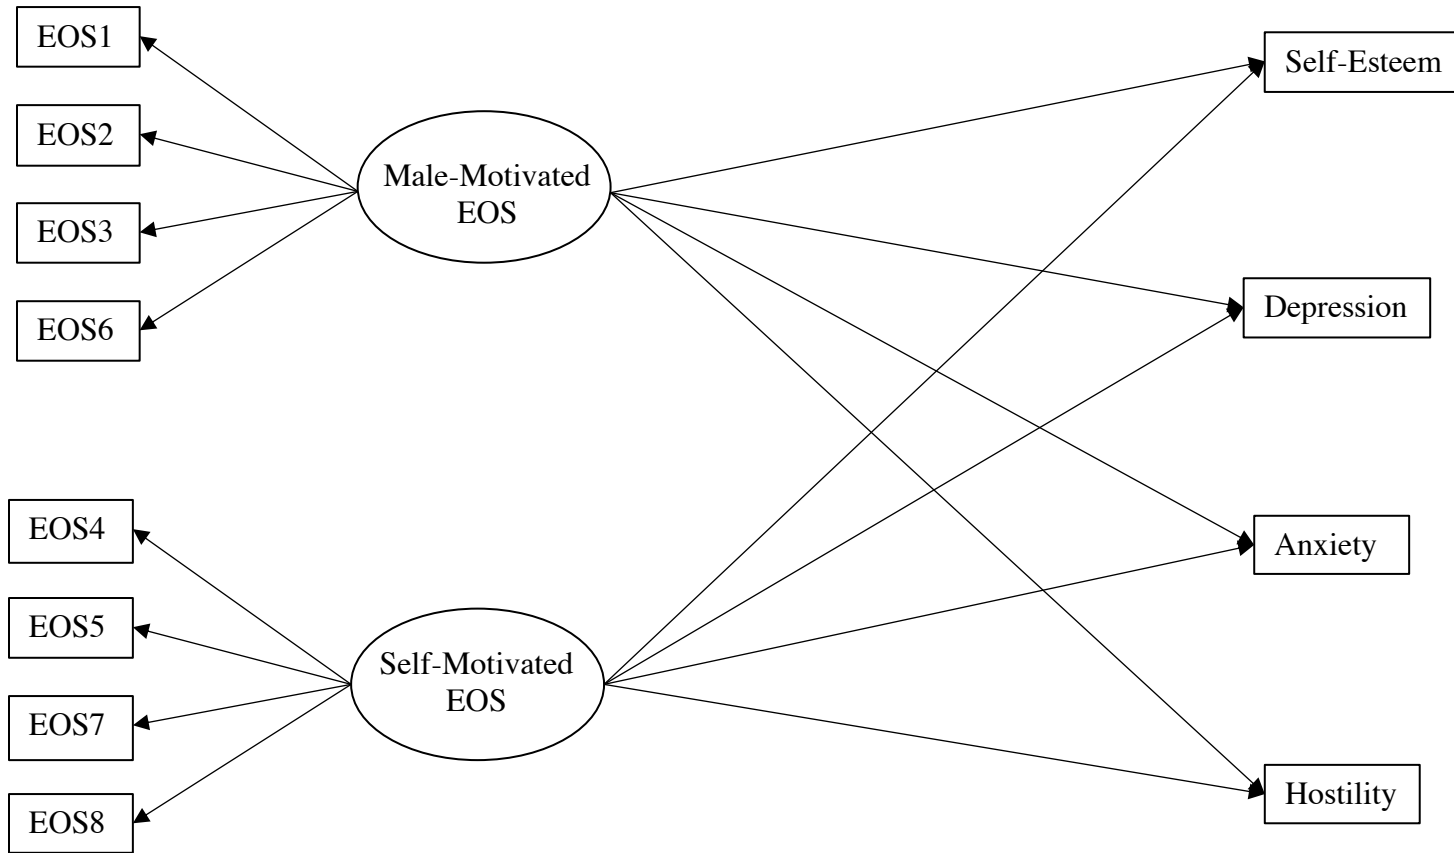 EOS1
EOS2
EOS3
EOS6
Male-Motivated
EOS
EOS4
EOS5
EOS7
EOS8
Self-Motivated
EOS
Self-Esteem
Depression
Anxiety
Hostility